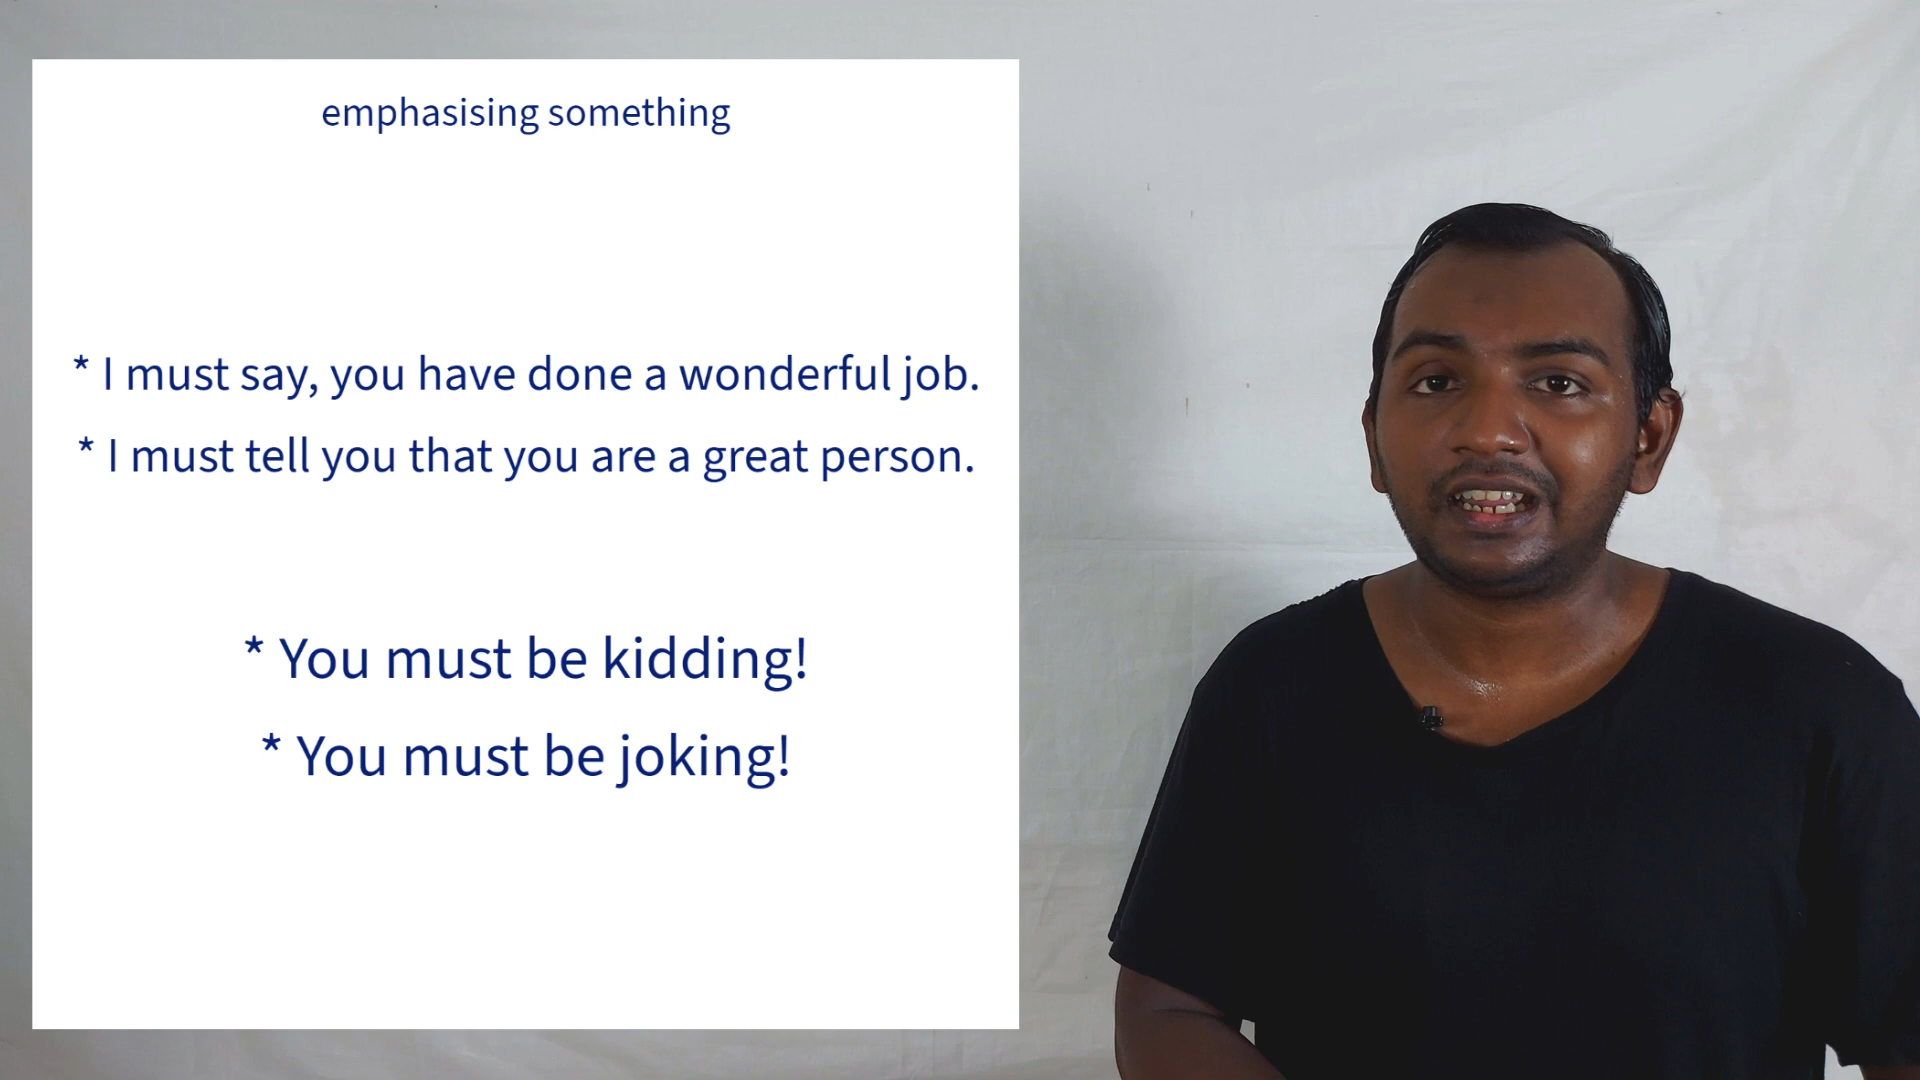 emphasising something
* I must say, you have done a wonderful job.
* I must tell you that you are a great person.
* You must be kidding!
* You must be joking!